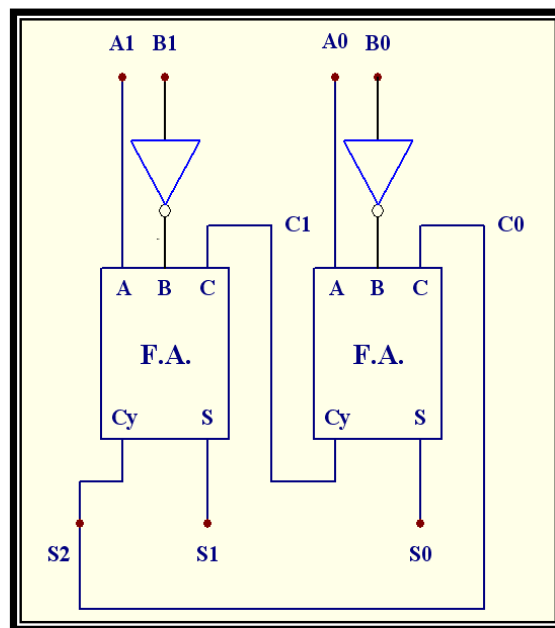 A1 B1 A0 B0
C1 C0
A B C A B C
F.A. F.A.
Cy S Cy S
S2 S1 S0